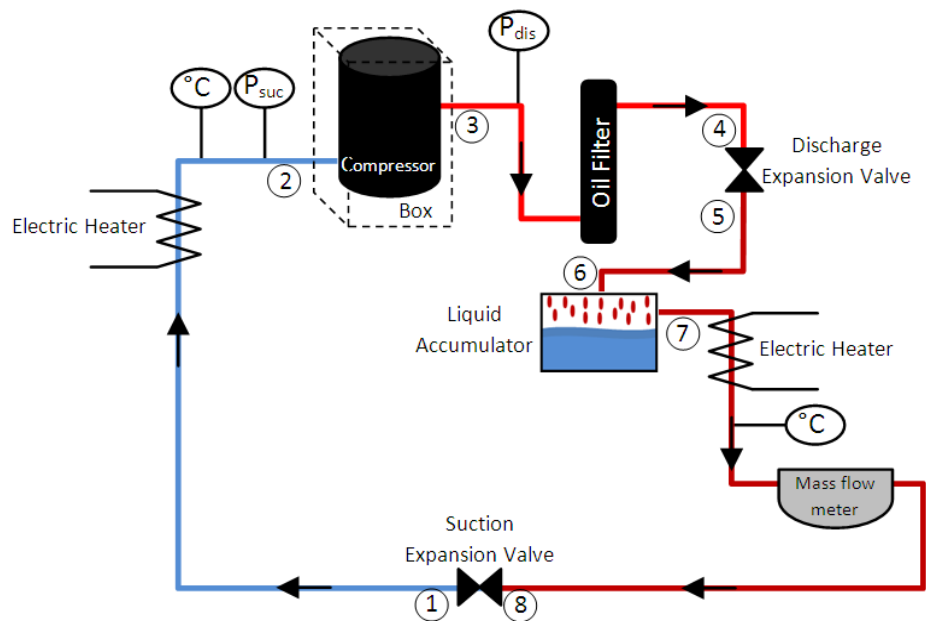 °C
Psuc
Pdis
Compressor
Box
Oil Filter
2
3
4
Discharge
Expansion Valve
5
Electric Heater
6
Liquid
Accumulator
7
Electric Heater
°C
Mass flow
meter
Suction
Expansion Valve
1
8